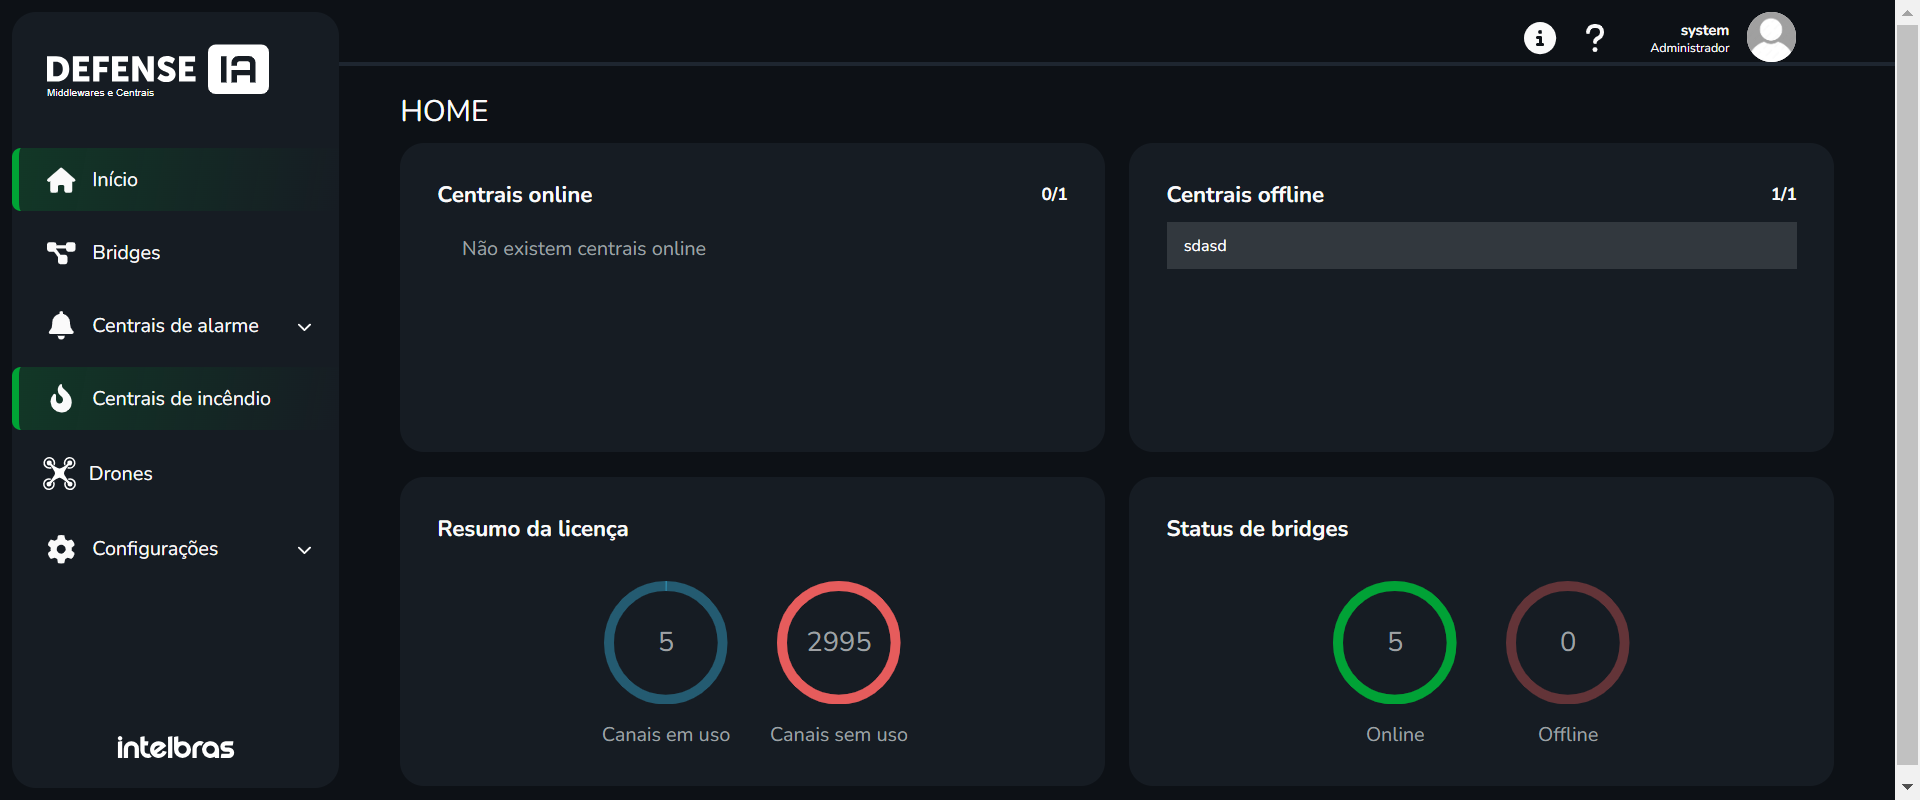 DEFENSE IA
Middlewares e Centrais
Início
Bridges
Centrais de alarme
Centrais de incêndio
Drones
Configurações
intelbras
i ? system
Administrador
HOME
Centrais online 0/1
Não existem centrais online
Centrais offline 1/1
sdasd
Resumo da licença
5 2995
Canais em uso Canais sem uso
Status de bridges
5 0
Online Offline